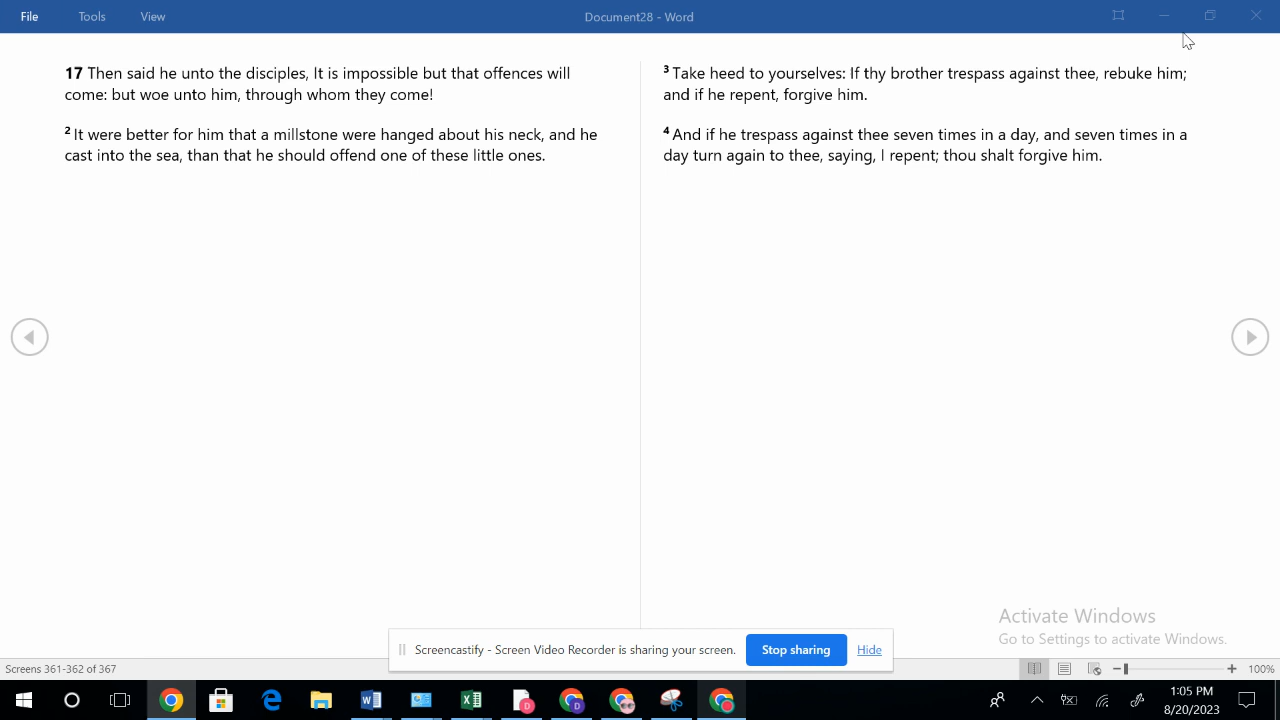 File Tools View Document28 - Word
17 Then said he unto the disciples, It is impossible but that offences will
come: but woe unto him, through whom they come!
2 It were better for him that a millstone were hanged about his neck, and he
cast into the sea, than that he should offend one of these little ones.
3 Take heed to yourselves: If thy brother trespass against thee, rebuke him;
and if he repent, forgive him.
4 And if he trespass against thee seven times in a day, and seven times in a
day turn again to thee, saying, I repent; thou shalt forgive him.
Activate Windows
Go to Settings to activate Windows.
Screencastify - Screen Video Recorder is sharing your screen. Stop sharing Hide
Screens 361-362 of 367 100%
1:05 PM
8/20/2023